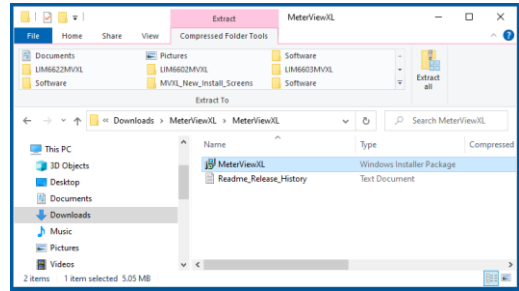 Extract MeterViewXL
File Home Share View Compressed Folder Tools
Documents Pictures Software
LIM6622MVXL LIM6602MVXL LIM6603MVXL
Software MVXL_New_Install_Screens Software
Extract all
Extract To
« Downloads > MeterViewXL > MeterViewXL Search MeterViewXL
Name Type Compressed
This PC
MeterViewXL Windows Installer Package
3D Objects
Readme_Release_History Text Document
Desktop
Documents
Downloads
Music
Pictures
Videos
2 items 1 item selected 5.05 MB